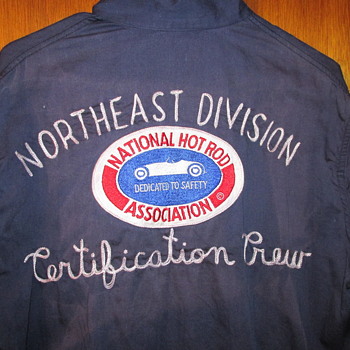 NORTHEAST DIVISION
NATIONAL HOT ROD
DEDICATED TO SAFETY
ASSOCIATION ©
Certification Crew